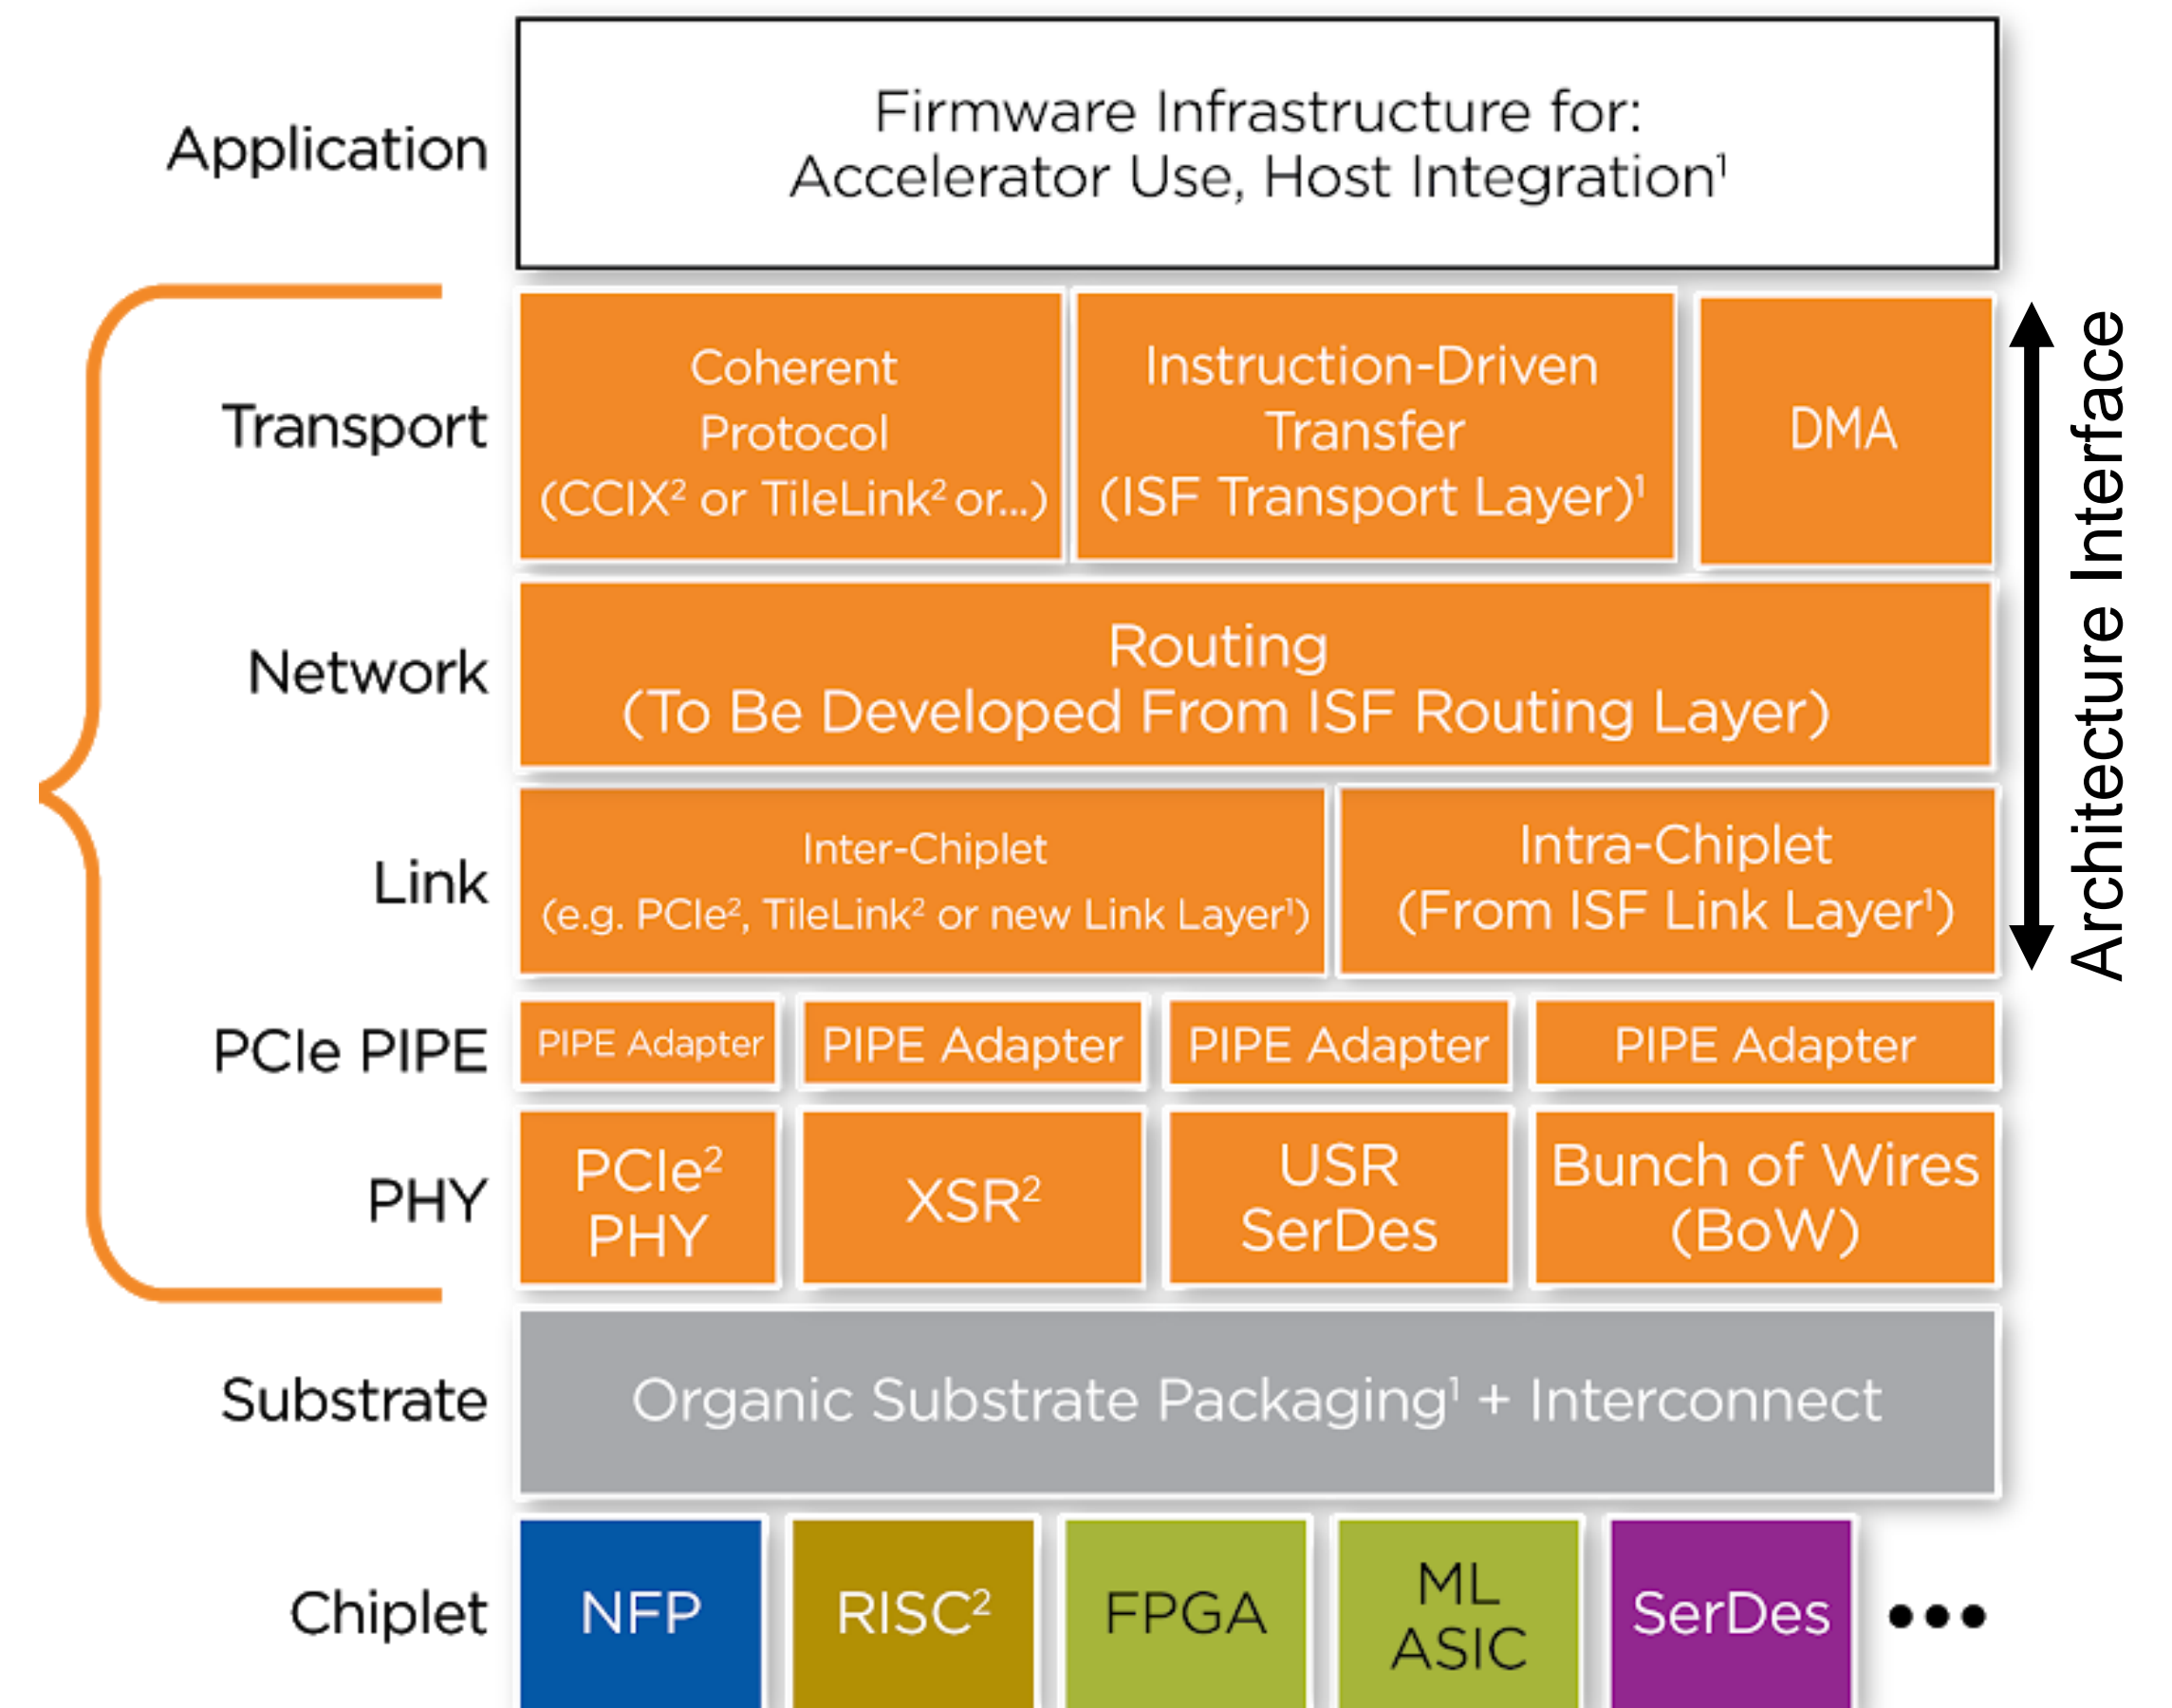 Application
Firmware Infrastructure for:
Accelerator Use, Host Integration¹
Transport
Coherent
Protocol
(CCIX² or TileLink² or...)
Instruction-Driven
Transfer
(ISF Transport Layer)¹
DMA
Architecture Interface
Network
Routing
(To Be Developed From ISF Routing Layer)
Link
Inter-Chiplet
(e.g. PCIe², TileLink² or new Link Layer¹)
Intra-Chiplet
(From ISF Link Layer¹)
PCIe PIPE
PIPE Adapter
PIPE Adapter
PIPE Adapter
PIPE Adapter
PHY
PCIe²
PHY
XSR²
USR
SerDes
Bunch of Wires
(BoW)
Substrate
Organic Substrate Packaging¹ + Interconnect
Chiplet
NFP
RISC²
FPGA
ML
ASIC
SerDes
•••